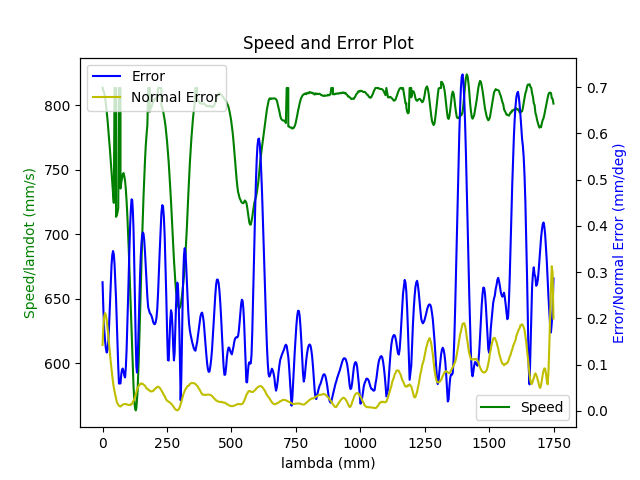 Speed and Error Plot
Error
Normal Error
800
750
700
650
600
Speed/lamdot (mm/s)
0.7
0.6
0.5
0.4
0.3
0.2
0.1
0.0
Error/Normal Error (mm/deg)
Speed
0 250 500 750 1000 1250 1500 1750
lambda (mm)